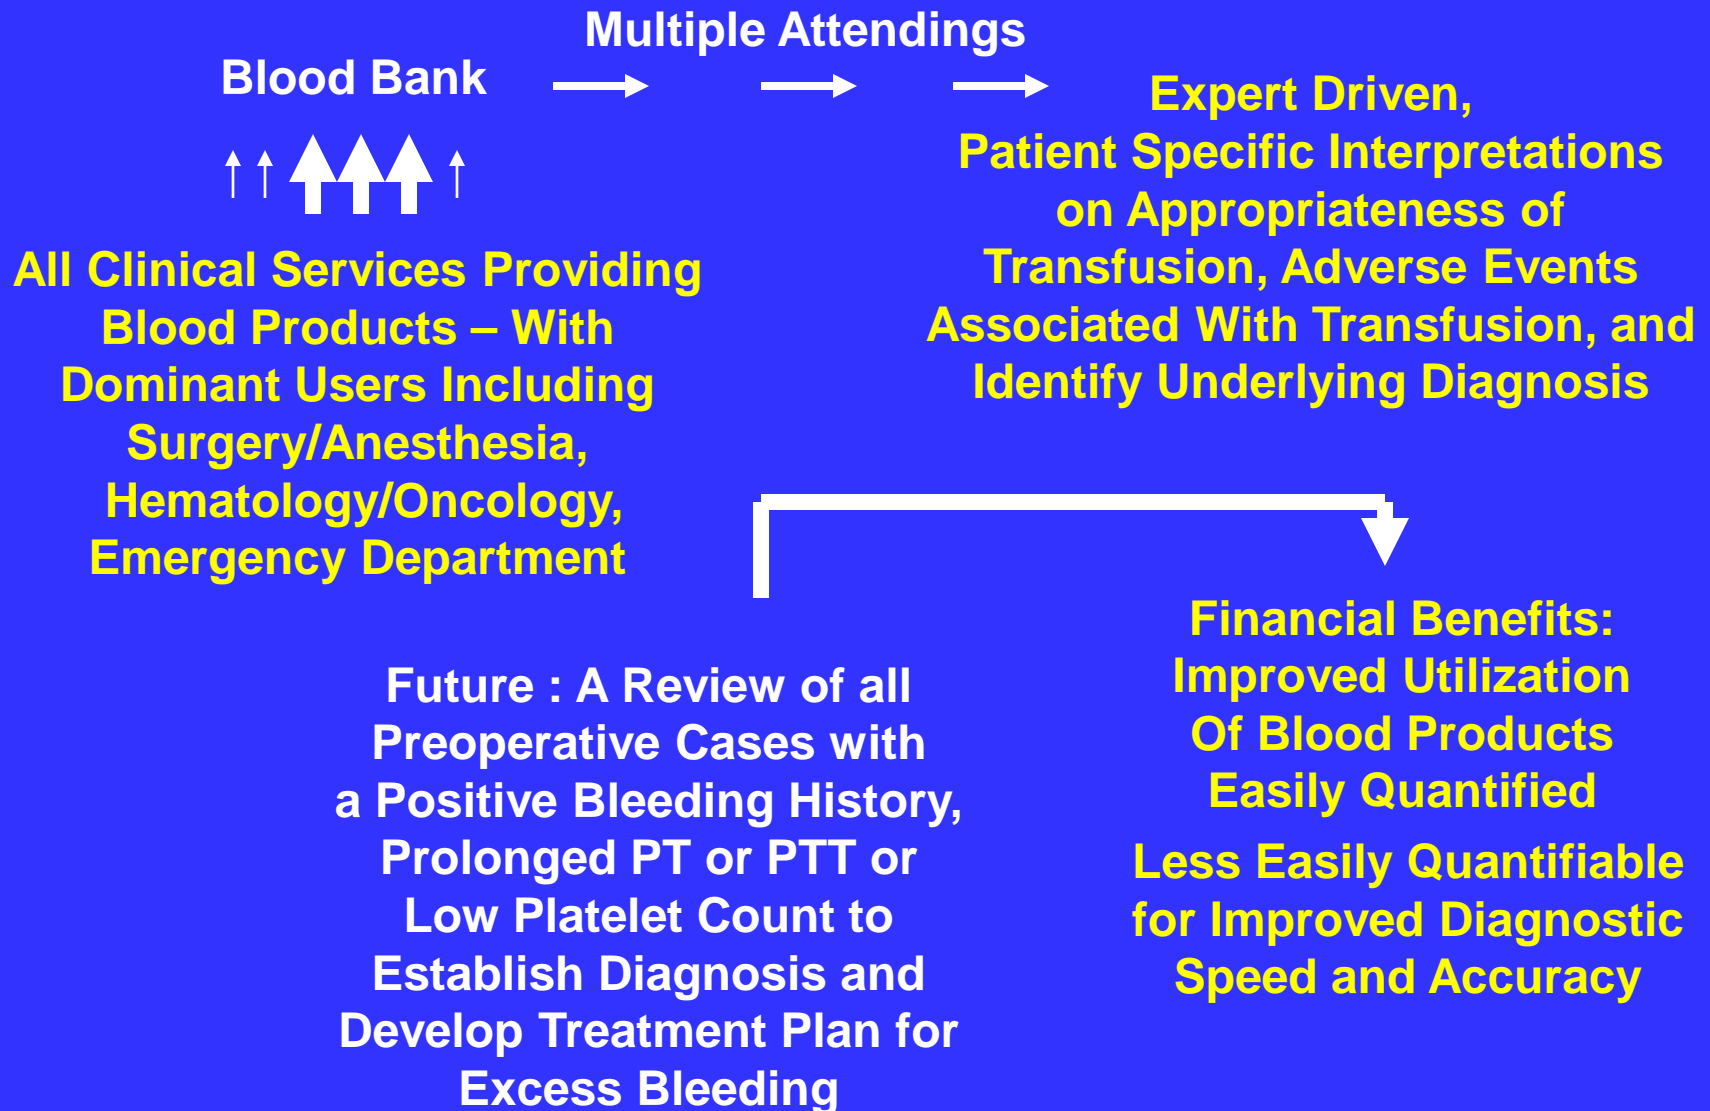 Multiple Attendings
Blood Bank
Expert Driven,
Patient Specific Interpretations
on Appropriateness of
Transfusion, Adverse Events
Associated With Transfusion, and
Identify Underlying Diagnosis
All Clinical Services Providing
Blood Products – With
Dominant Users Including
Surgery/Anesthesia,
Hematology/Oncology,
Emergency Department
Future : A Review of all
Preoperative Cases with
a Positive Bleeding History,
Prolonged PT or PTT or
Low Platelet Count to
Establish Diagnosis and
Develop Treatment Plan for
Excess Bleeding
Financial Benefits:
Improved Utilization
Of Blood Products
Easily Quantified
Less Easily Quantifiable
for Improved Diagnostic
Speed and Accuracy